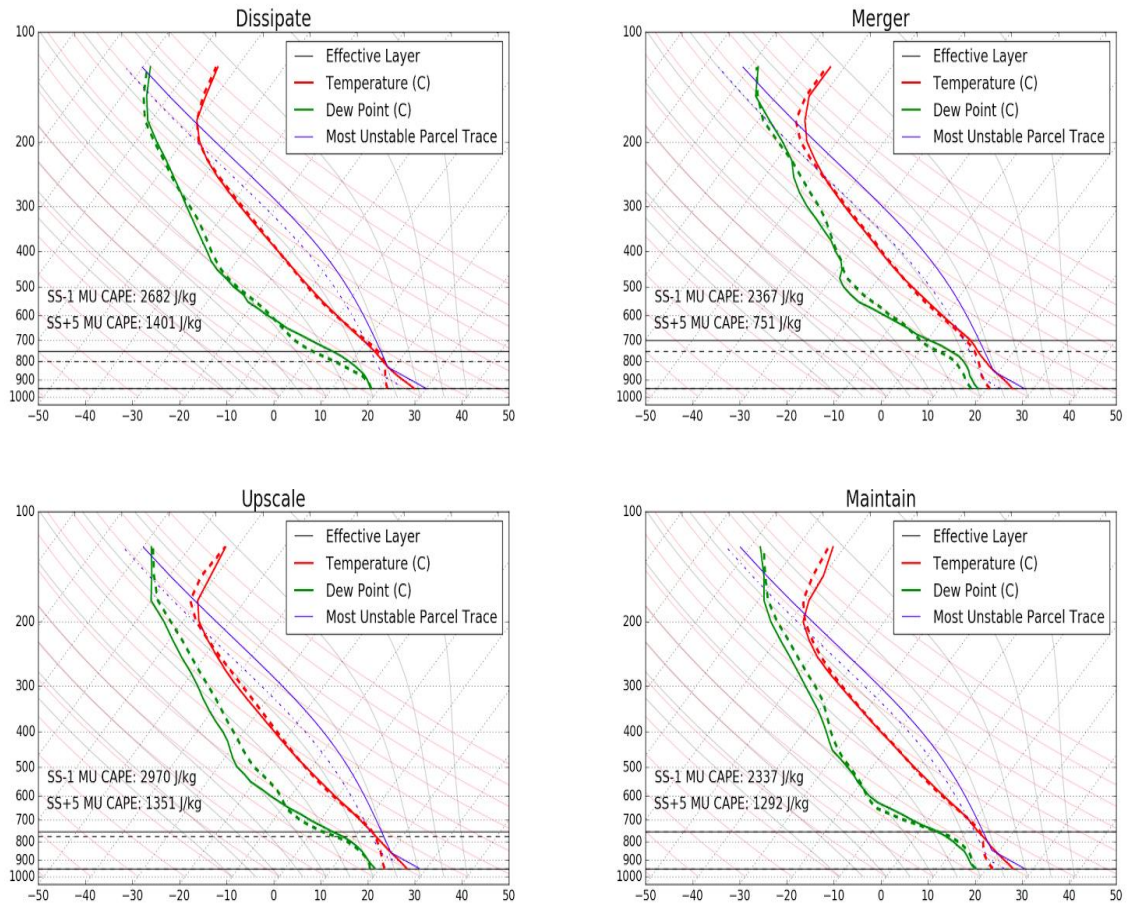 Dissipate
100
200
300
400
500
600
700
800
900
1000
Effective Layer
Temperature (C)
Dew Point (C)
Most Unstable Parcel Trace
SS-1 MU CAPE: 2682 J/kg
SS+5 MU CAPE: 1401 J/kg
−50 −40 −30 −20 −10 0 10 20 30 40 50
Merger
100
200
300
400
500
600
700
800
900
1000
Effective Layer
Temperature (C)
Dew Point (C)
Most Unstable Parcel Trace
SS-1 MU CAPE: 2367 J/kg
SS+5 MU CAPE: 751 J/kg
−50 −40 −30 −20 −10 0 10 20 30 40 50
Upscale
100
200
300
400
500
600
700
800
900
1000
Effective Layer
Temperature (C)
Dew Point (C)
Most Unstable Parcel Trace
SS-1 MU CAPE: 2970 J/kg
SS+5 MU CAPE: 1351 J/kg
−50 −40 −30 −20 −10 0 10 20 30 40 50
Maintain
100
200
300
400
500
600
700
800
900
1000
Effective Layer
Temperature (C)
Dew Point (C)
Most Unstable Parcel Trace
SS-1 MU CAPE: 2337 J/kg
SS+5 MU CAPE: 1292 J/kg
−50 −40 −30 −20 −10 0 10 20 30 40 50